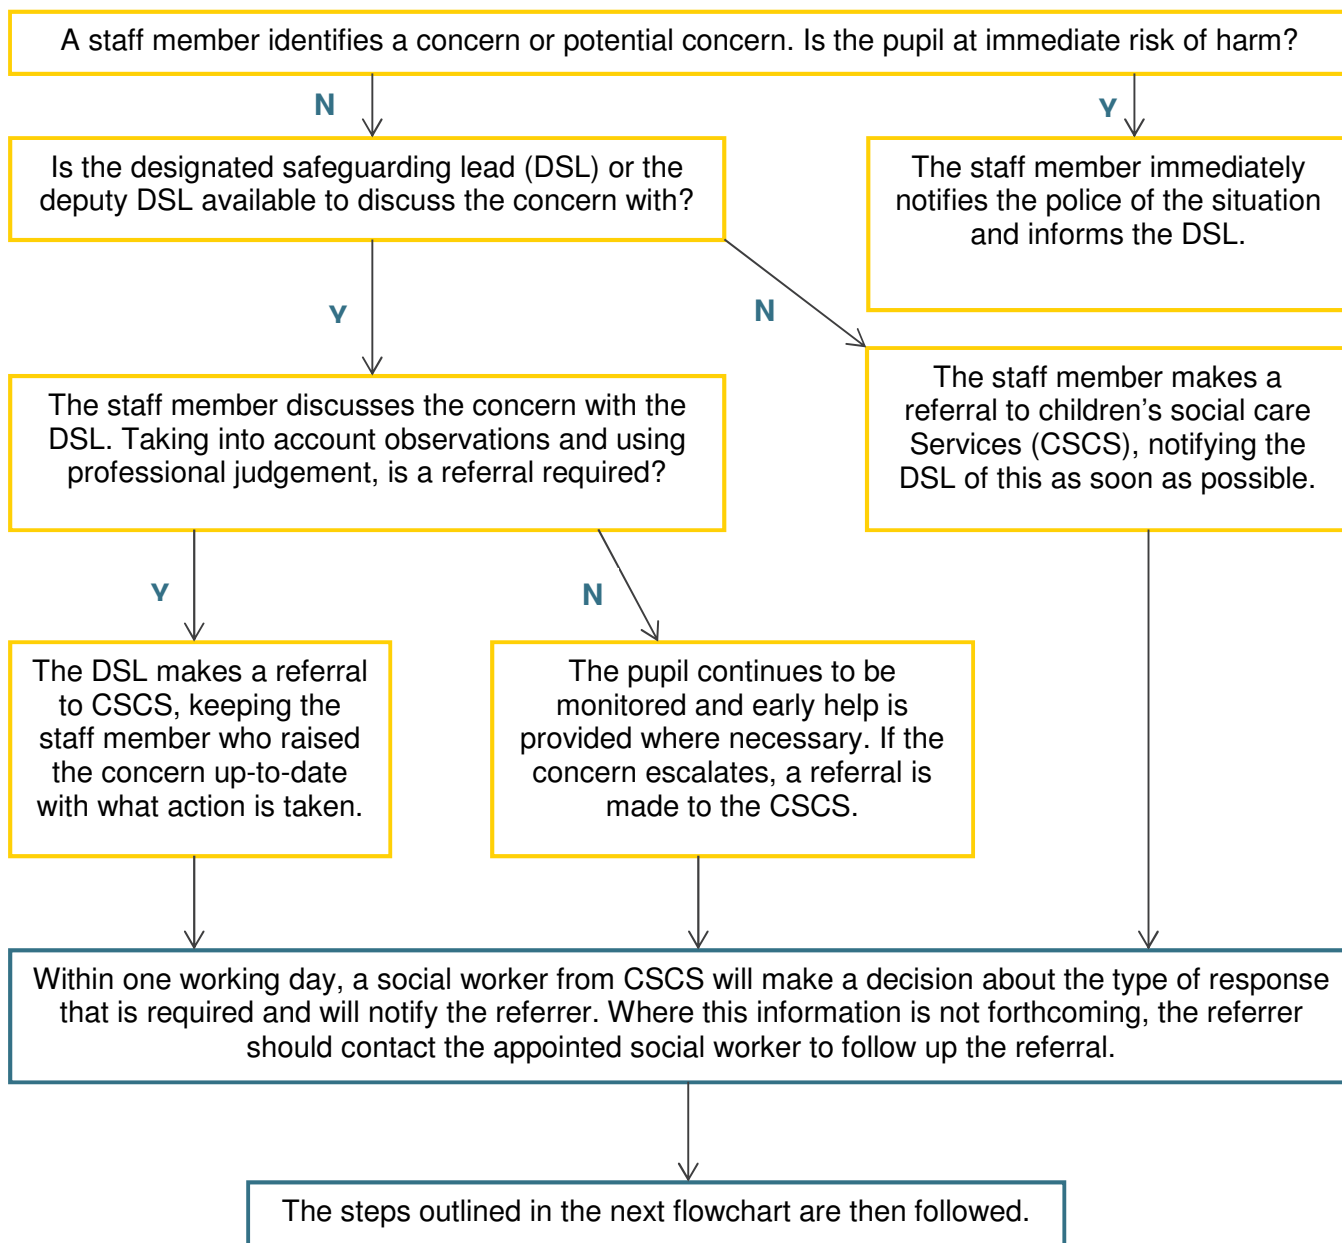 A staff member identifies a concern or potential concern. Is the pupil at immediate risk of harm?
N
Y
Is the designated safeguarding lead (DSL) or the
deputy DSL available to discuss the concern with?
The staff member immediately
notifies the police of the situation
and informs the DSL.
Y
N
The staff member discusses the concern with the
DSL. Taking into account observations and using
professional judgement, is a referral required?
The staff member makes a
referral to children’s social care
Services (CSCS), notifying the
DSL of this as soon as possible.
Y
N
The DSL makes a referral
to CSCS, keeping the
staff member who raised
the concern up-to-date
with what action is taken.
The pupil continues to be
monitored and early help is
provided where necessary. If the
concern escalates, a referral is
made to the CSCS.
Within one working day, a social worker from CSCS will make a decision about the type of response
that is required and will notify the referrer. Where this information is not forthcoming, the referrer
should contact the appointed social worker to follow up the referral.
The steps outlined in the next flowchart are then followed.